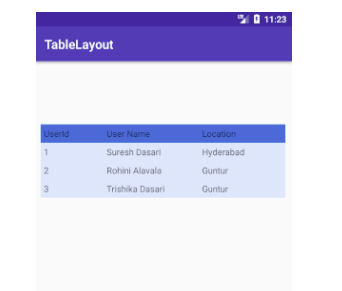 11:23
TableLayout
UserId User Name Location
1 Suresh Dasari Hyderabad
2 Rohini Alavala Guntur
3 Trishika Dasari Guntur